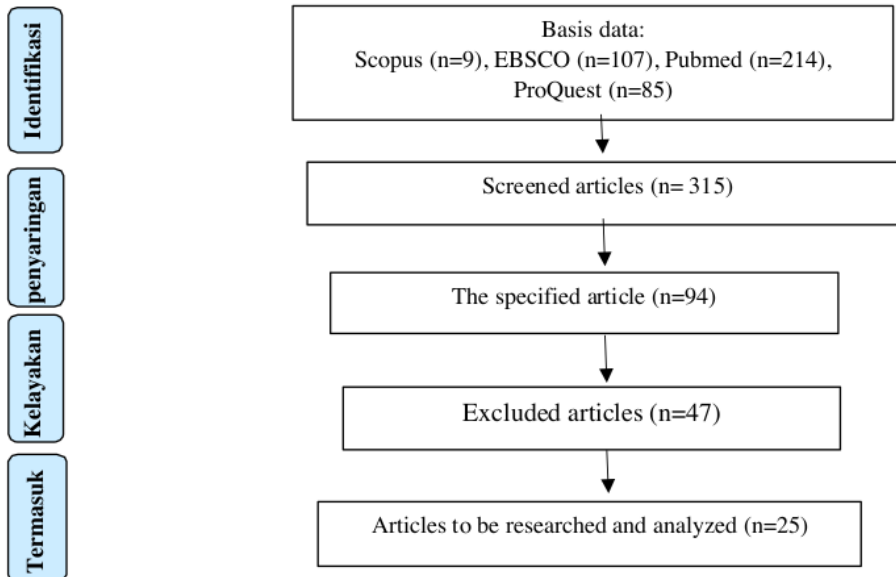 Identifikasi
Basis data:
Scopus (n=9), EBSCO (n=107), Pubmed (n=214),
ProQuest (n=85)
penyaringan
Screened articles (n= 315)
The specified article (n=94)
Kelayakan
Excluded articles (n=47)
Termasuk
Articles to be researched and analyzed (n=25)